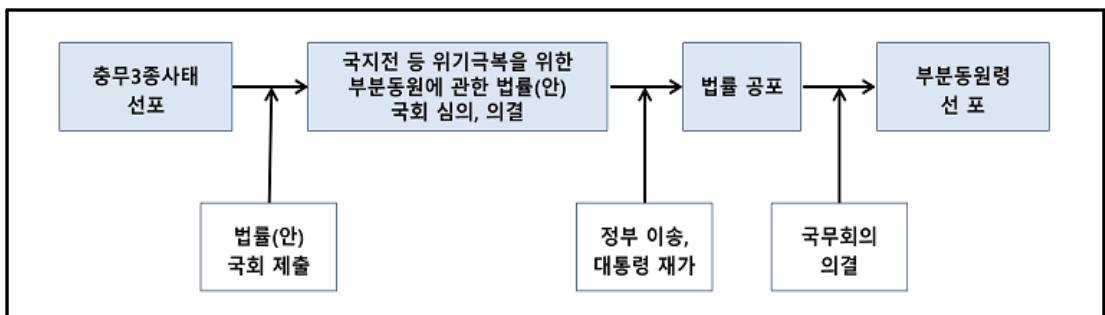 충무3종사태
선포
국지전 등 위기극복을 위한
부분동원에 관한 법률(안)
국회 심의, 의결
법률 공포
부분동원령
선 포
법률(안)
국회 제출
정부 이송,
대통령 재가
국무회의
의결